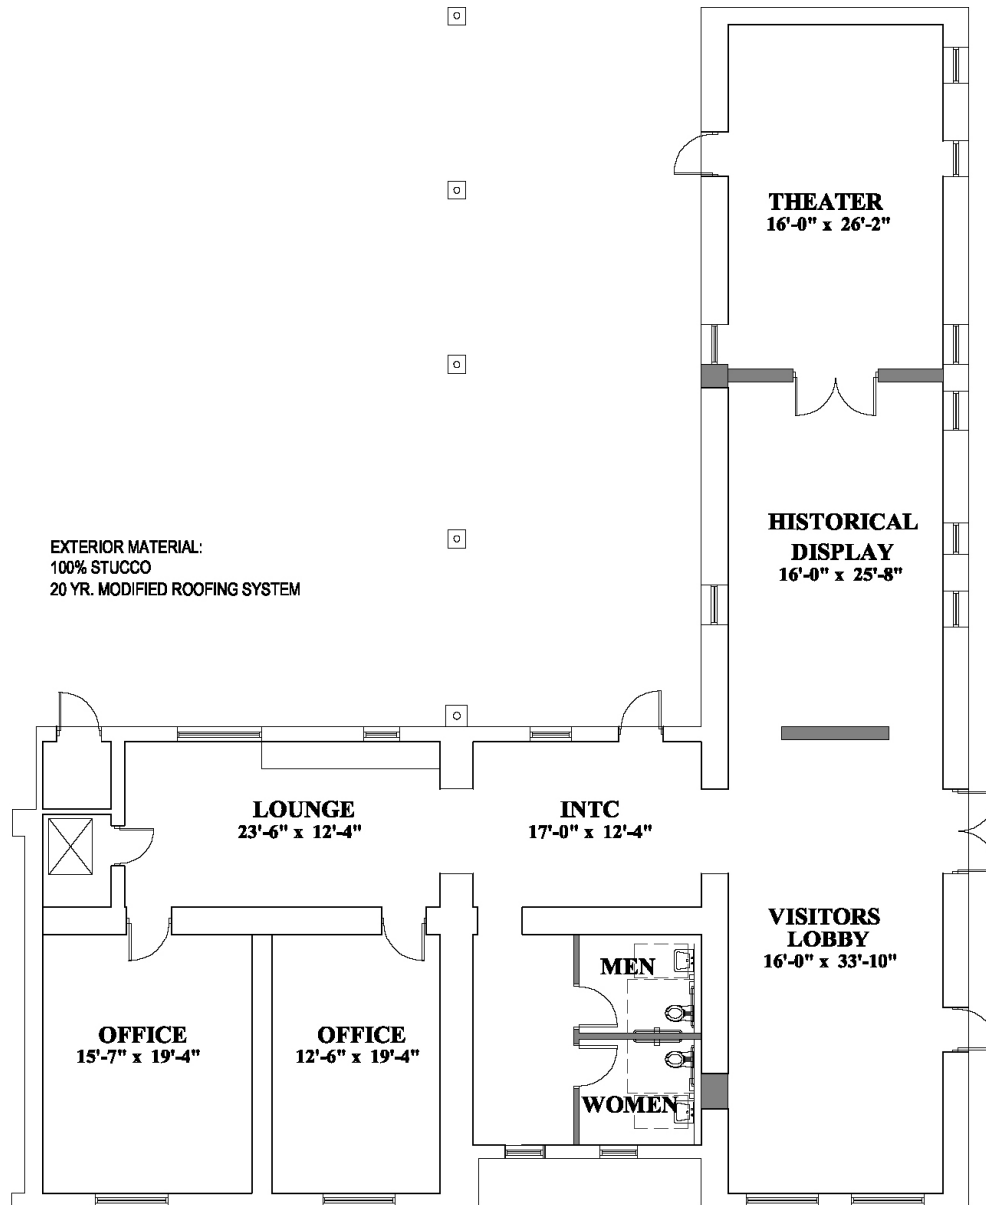 THEATER
16'-0" x 26'-2"
HISTORICAL
DISPLAY
16'-0" x 25'-8"
EXTERIOR MATERIAL:
100% STUCCO
20 YR. MODIFIED ROOFING SYSTEM
LOUNGE
23'-6" x 12'-4"
INTC
17'-0" x 12'-4"
VISITORS
LOBBY
16'-0" x 33'-10"
MEN
OFFICE
15'-7" x 19'-4"
OFFICE
12'-6" x 19'-4"
WOMEN